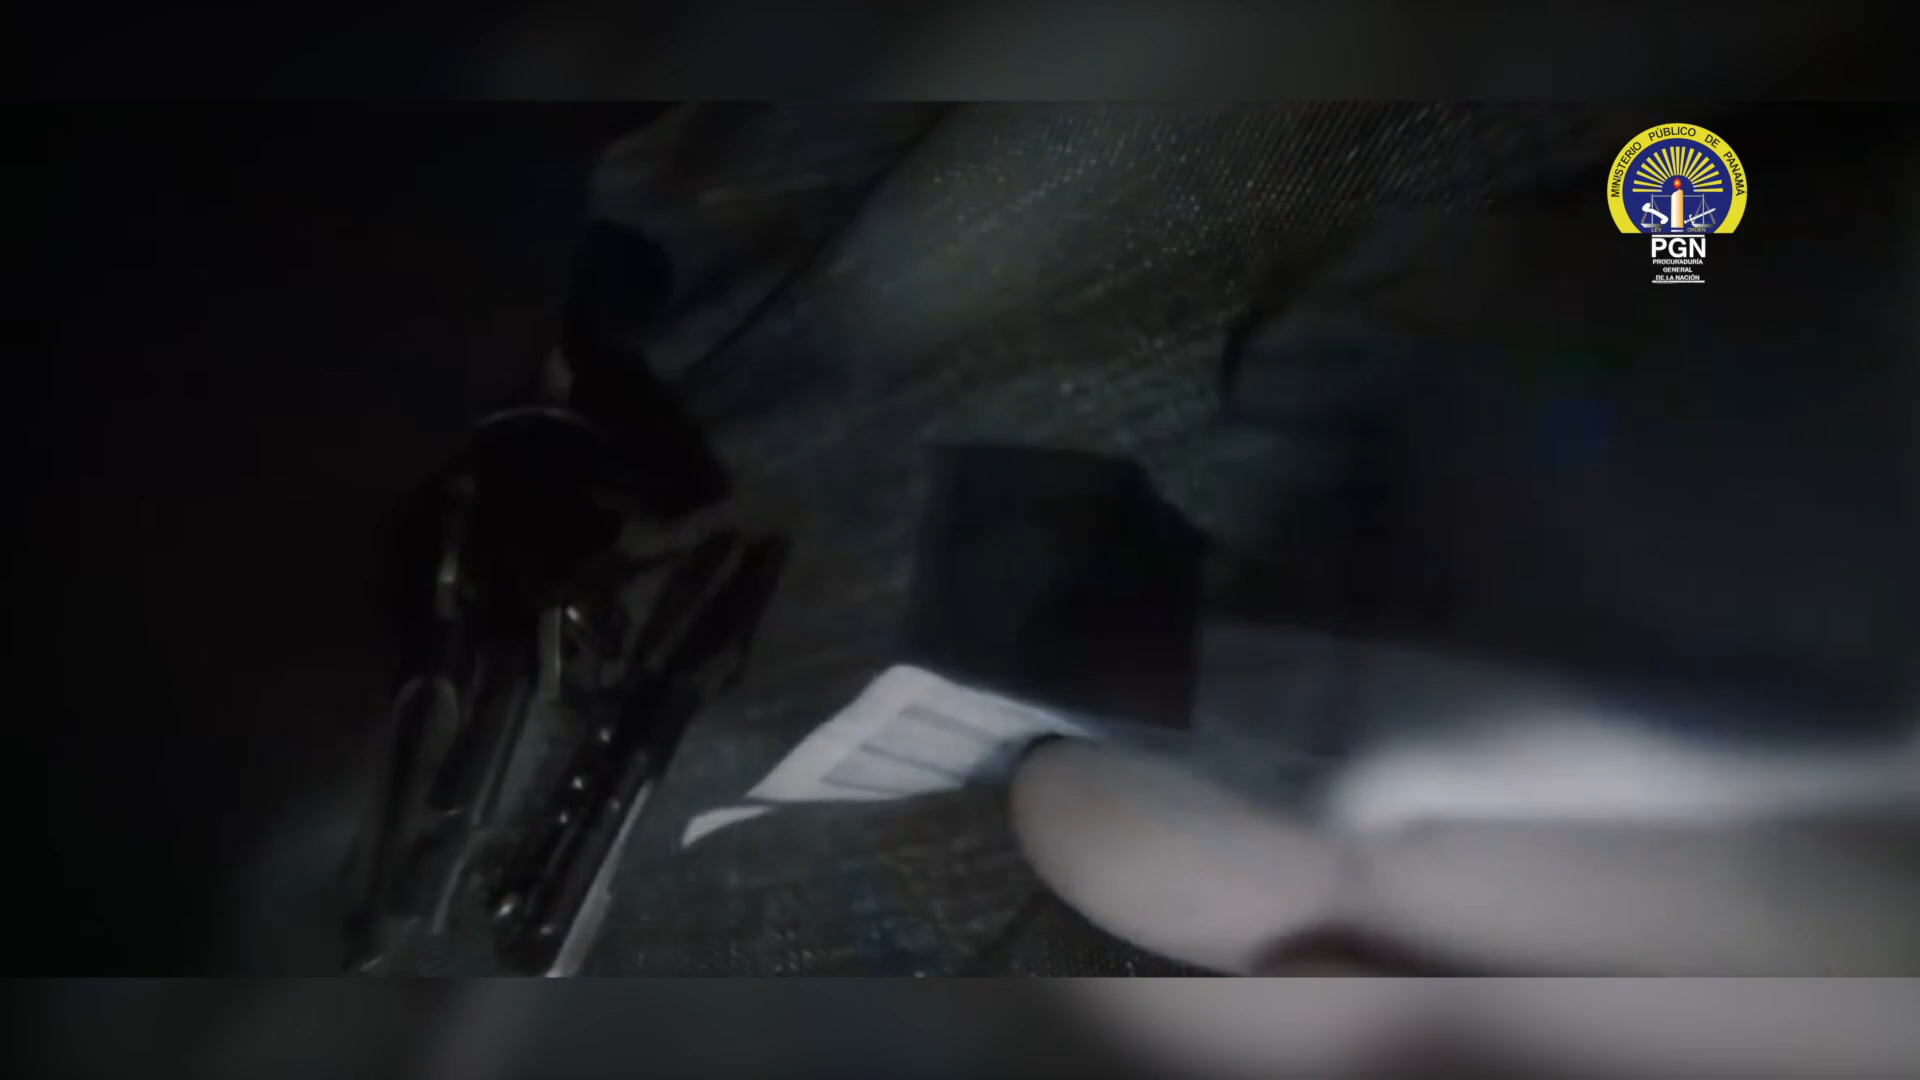 MINISTERIO PÚBLICO DE PANAMÁ
LEY ORDEN
PGN
PROCURADURÍA
GENERAL
DE LA NACIÓN